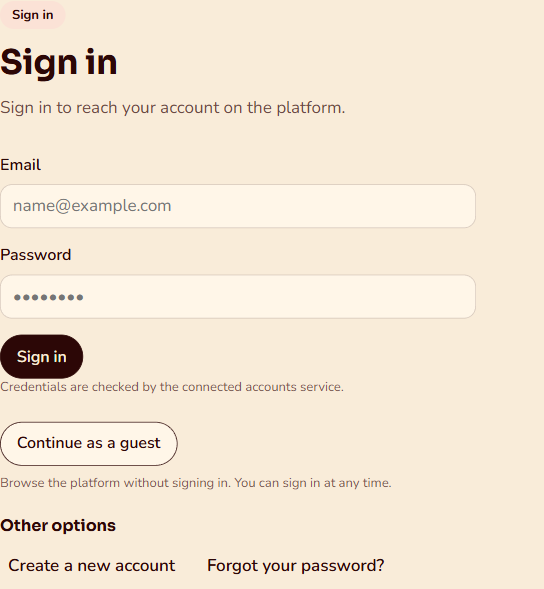 Sign in
Sign in
Sign in to reach your account on the platform.
Email
name@example.com
Password
••••••••
Sign in
Credentials are checked by the connected accounts service.
Continue as a guest
Browse the platform without signing in. You can sign in at any time.
Other options
Create a new account Forgot your password?